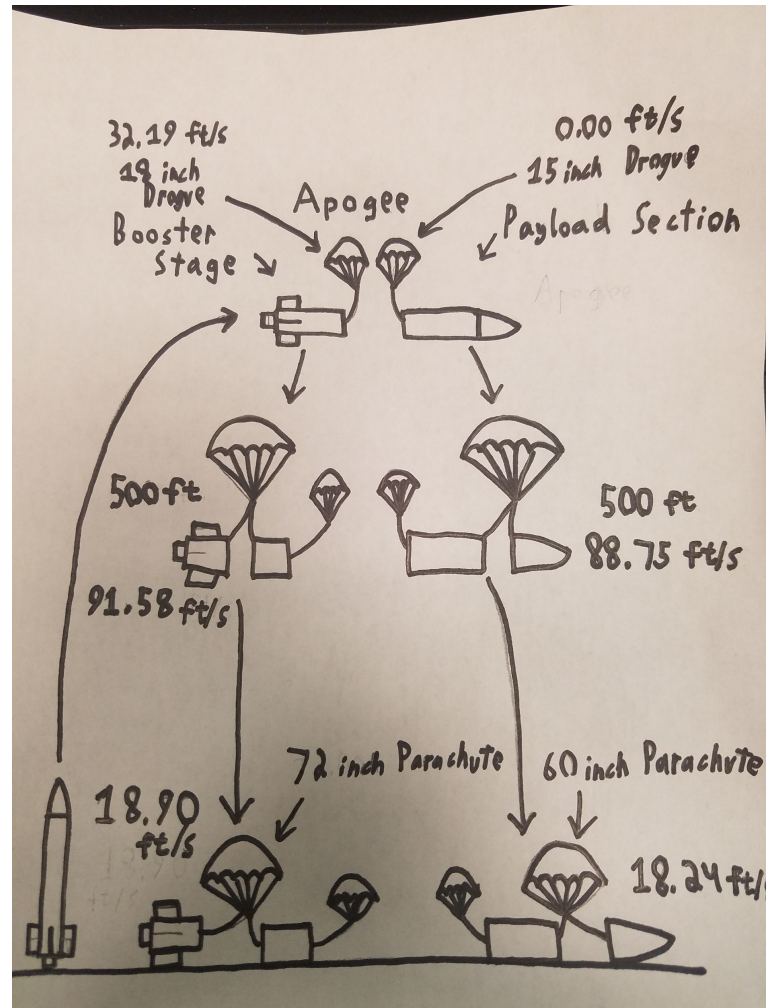 32.19 ft/s
18 inch
Drogue
Booster
Stage
Apogee
0.00 ft/s
15 inch Drogue
Payload Section
Apogee
500 ft
91.58 ft/s
500 ft
88.75 ft/s
72 inch Parachute
60 inch Parachute
18.90
ft/s
18.24 ft/